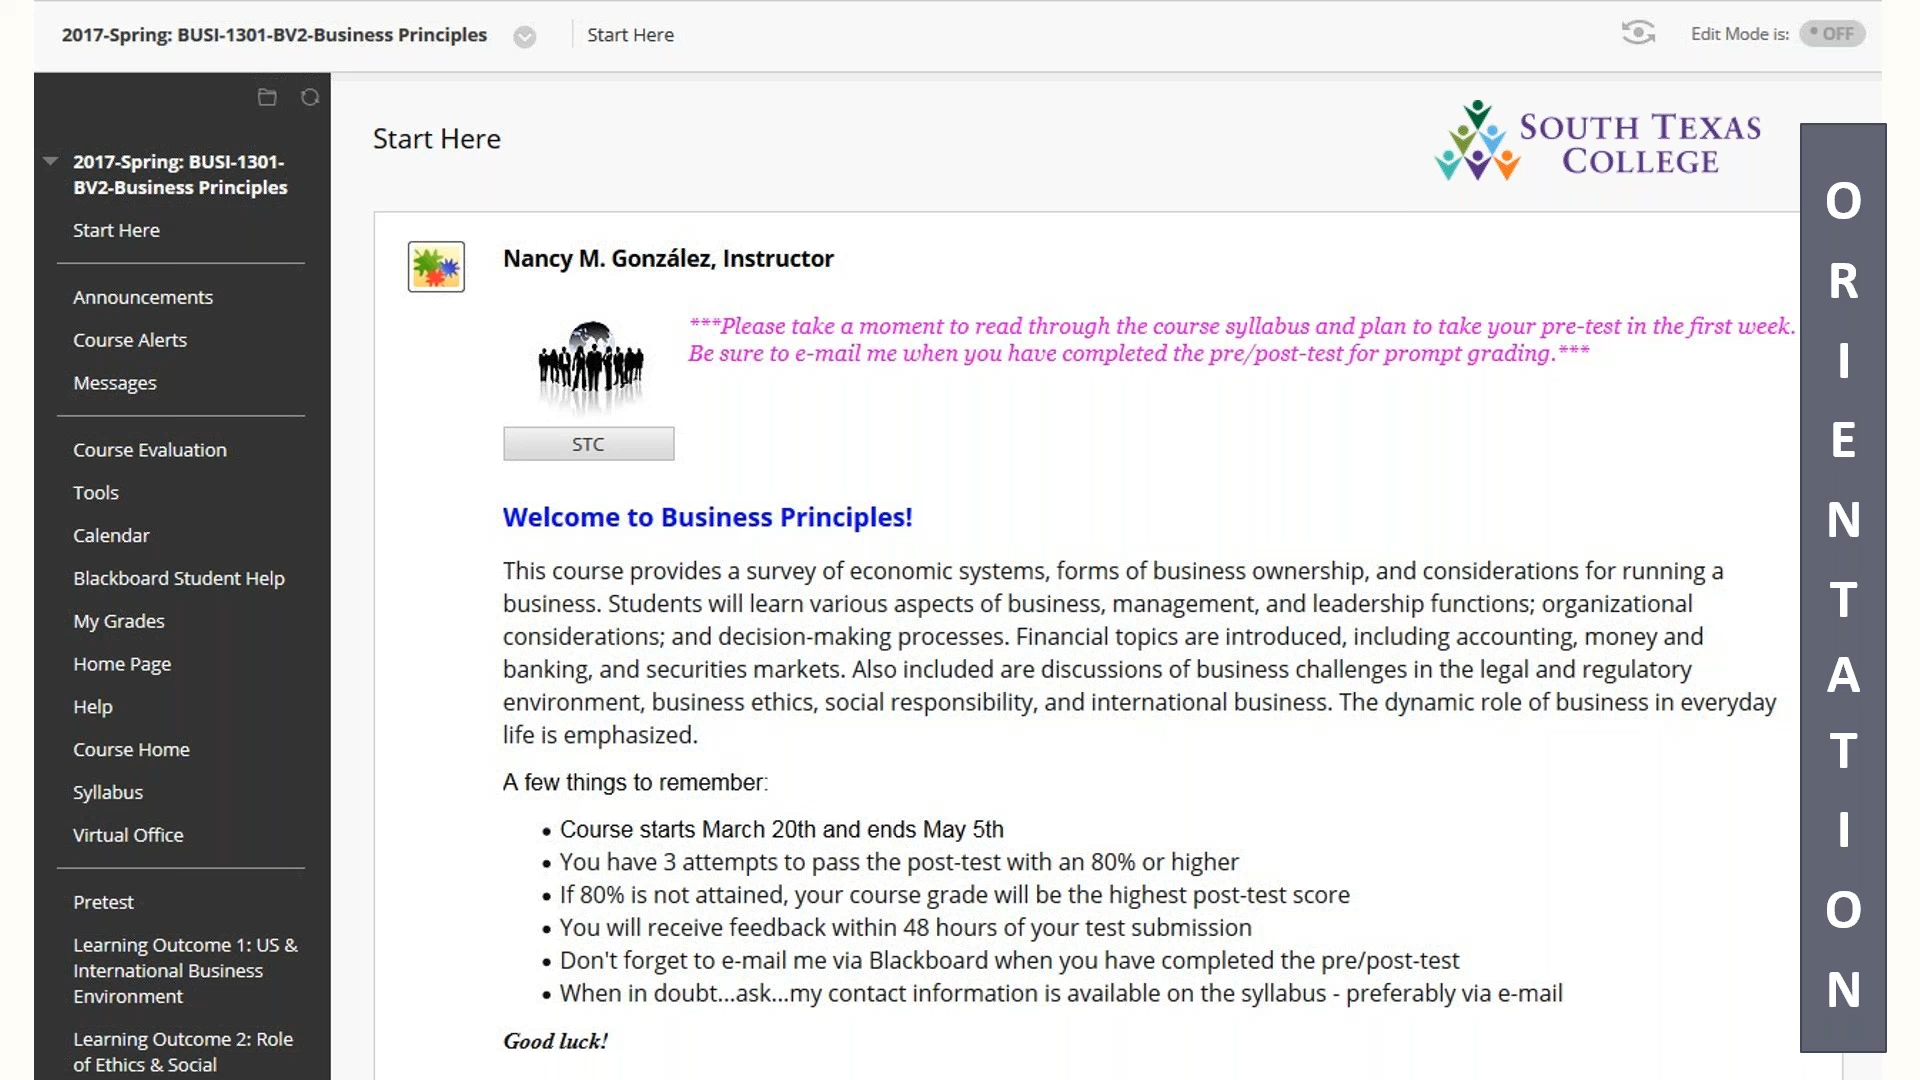 2017-Spring: BUSI-1301-BV2-Business Principles
Start Here
Edit Mode is:
OFF
2017-Spring: BUSI-1301-
BV2-Business Principles
Start Here
Announcements
Course Alerts
Messages
Course Evaluation
Tools
Calendar
Blackboard Student Help
My Grades
Home Page
Help
Course Home
Syllabus
Virtual Office
Pretest
Learning Outcome 1: US &
International Business
Environment
Learning Outcome 2: Role
of Ethics & Social
Start Here
SOUTH TEXAS
COLLEGE
Nancy M. González, Instructor
***Please take a moment to read through the course syllabus and plan to take your pre-test in the first week.
Be sure to e-mail me when you have completed the pre/post-test for prompt grading.***
STC
Welcome to Business Principles!
This course provides a survey of economic systems, forms of business ownership, and considerations for running a
business. Students will learn various aspects of business, management, and leadership functions; organizational
considerations; and decision-making processes. Financial topics are introduced, including accounting, money and
banking, and securities markets. Also included are discussions of business challenges in the legal and regulatory
environment, business ethics, social responsibility, and international business. The dynamic role of business in everyday
life is emphasized.
A few things to remember:
• Course starts March 20th and ends May 5th
• You have 3 attempts to pass the post-test with an 80% or higher
• If 80% is not attained, your course grade will be the highest post-test score
• You will receive feedback within 48 hours of your test submission
• Don't forget to e-mail me via Blackboard when you have completed the pre/post-test
• When in doubt...ask...my contact information is available on the syllabus - preferably via e-mail
Good luck!
ORIENTATION